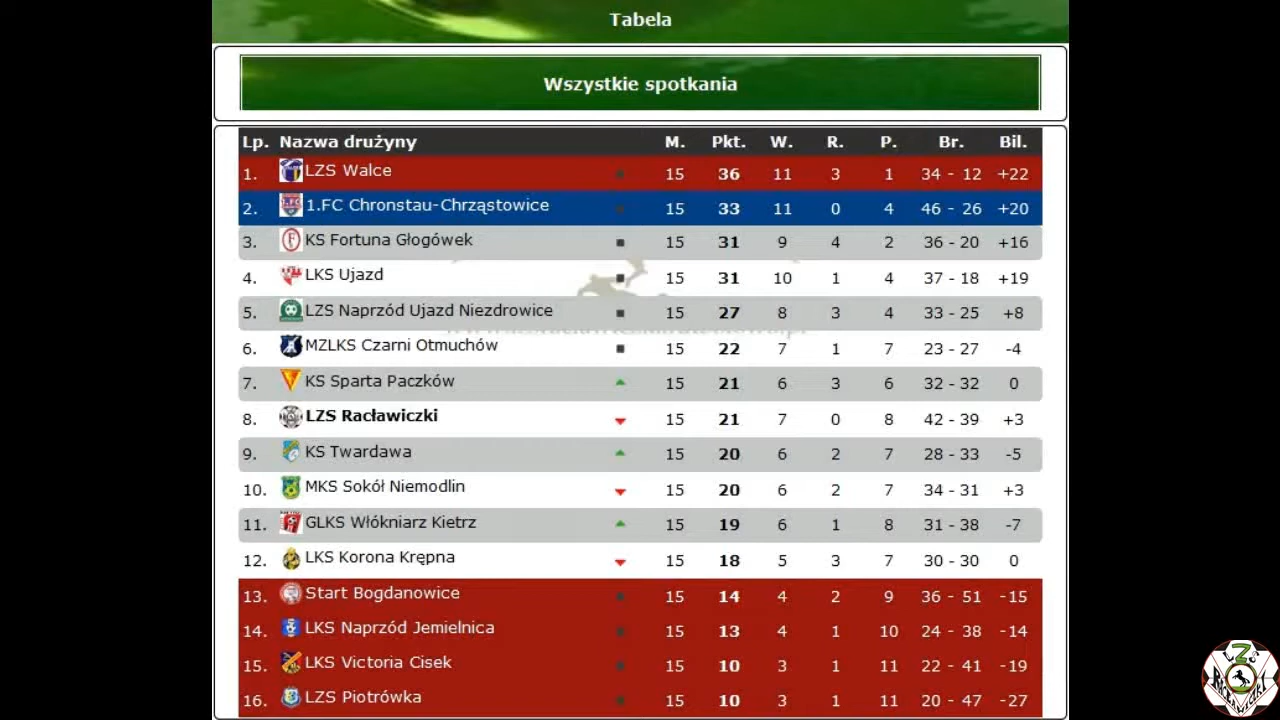 Tabela
Wszystkie spotkania
Lp. Nazwa drużyny M. Pkt. W. R. P. Br. Bil.
1. LZS Walce 15 36 11 3 1 34 - 12 +22
2. 1.FC Chronstau-Chrząstowice 15 33 11 0 4 46 - 26 +20
3. KS Fortuna Głogówek 15 31 9 4 2 36 - 20 +16
4. LKS Ujazd 15 31 10 1 4 37 - 18 +19
5. LZS Naprzód Ujazd Niezdrowice 15 27 8 3 4 33 - 25 +8
6. MZLKS Czarni Otmuchów 15 22 7 1 7 23 - 27 -4
7. KS Sparta Paczków 15 21 6 3 6 32 - 32 0
8. LZS Racławiczki 15 21 7 0 8 42 - 39 +3
9. KS Twardawa 15 20 6 2 7 28 - 33 -5
10. MKS Sokół Niemodlin 15 20 6 2 7 34 - 31 +3
11. GLKS Włókniarz Kietrz 15 19 6 1 8 31 - 38 -7
12. LKS Korona Krępna 15 18 5 3 7 30 - 30 0
13. Start Bogdanowice 15 14 4 2 9 36 - 51 -15
14. LKS Naprzód Jemielnica 15 13 4 1 10 24 - 38 -14
15. LKS Victoria Cisek 15 10 3 1 11 22 - 41 -19
16. LZS Piotrówka 15 10 3 1 11 20 - 47 -27
LZS